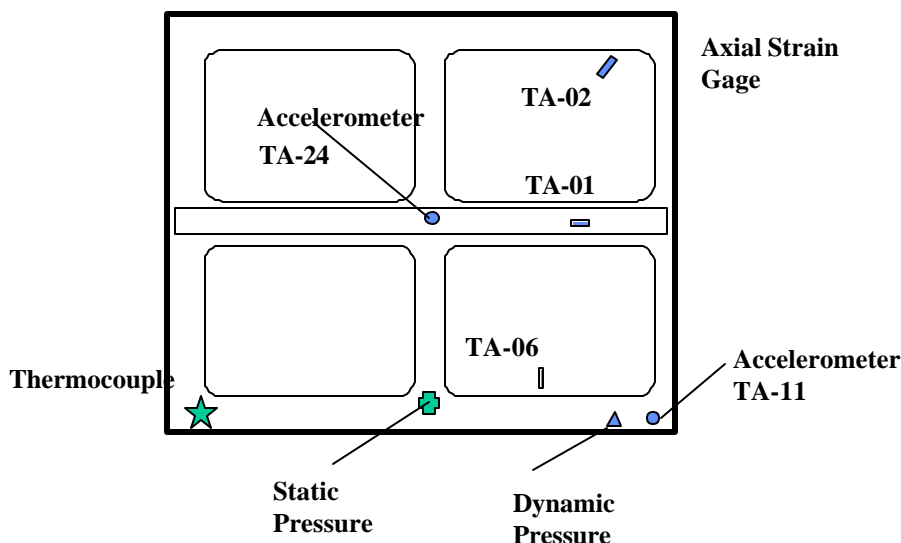 Axial Strain
Gage
TA-02
Accelerometer
TA-24
TA-01
TA-06
Thermocouple
Accelerometer
TA-11
Static
Pressure
Dynamic
Pressure